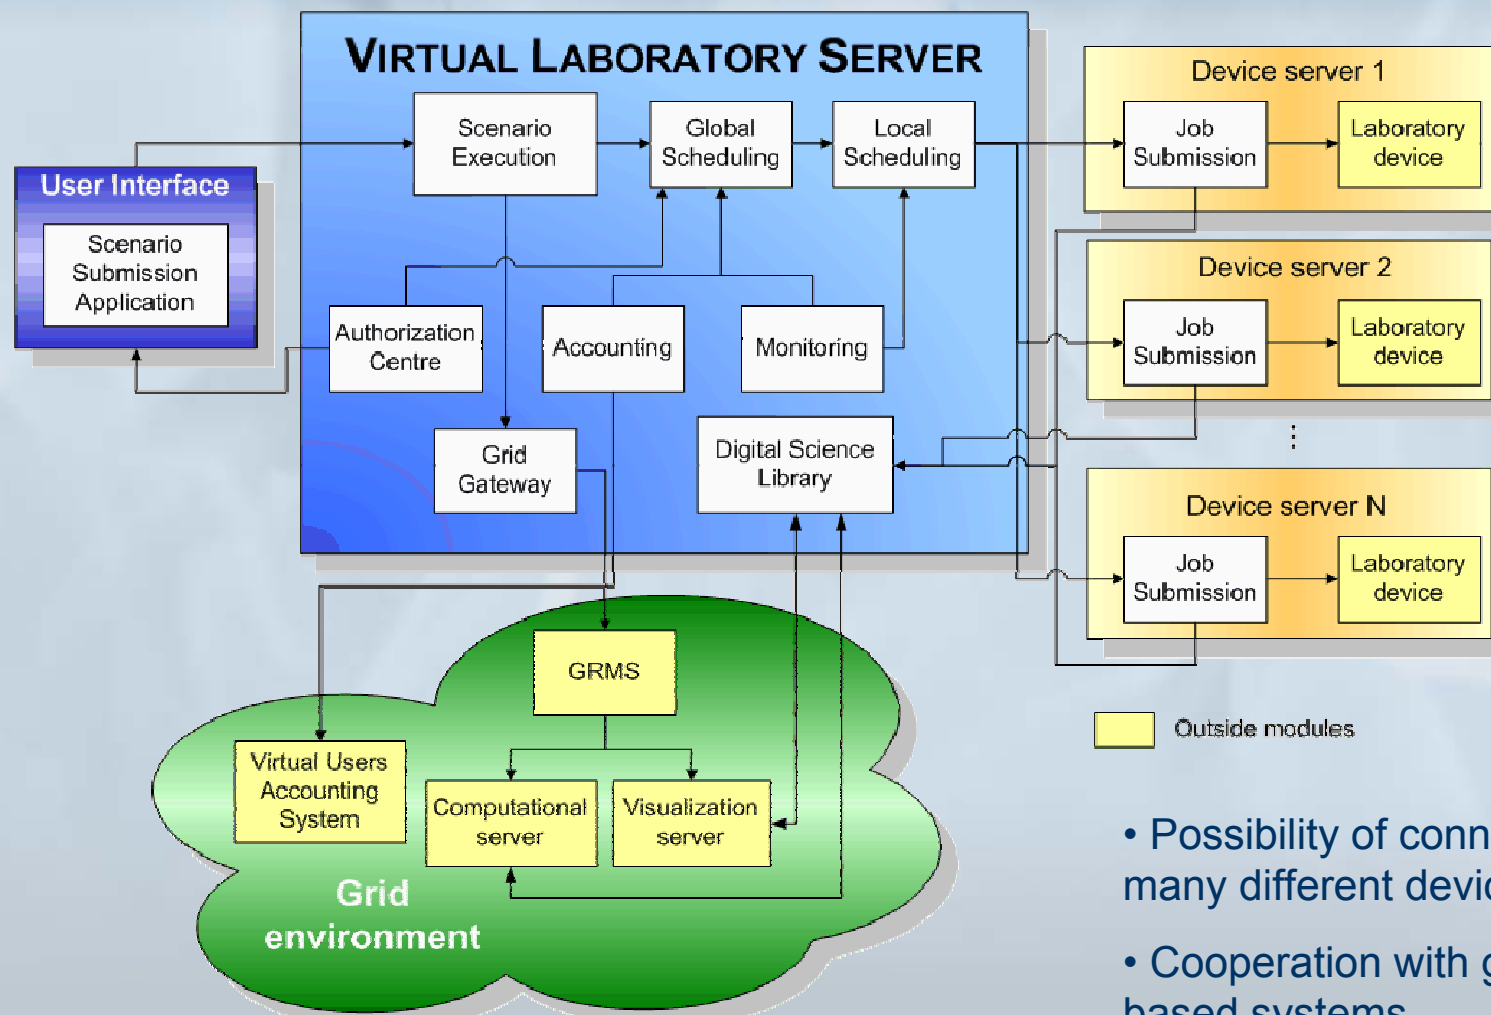 VIRTUAL LABORATORY SERVER
Scenario
Execution
Global
Scheduling
Local
Scheduling
User Interface
Scenario
Submission
Application
Authorization
Centre
Accounting
Monitoring
Grid
Gateway
Digital Science
Library
Device server 1
Job
Submission
Laboratory
device
Device server 2
Job
Submission
Laboratory
device
⋮
Device server N
Job
Submission
Laboratory
device
Outside modules
GRMS
Virtual Users
Accounting
System
Computational
server
Visualization
server
Grid
environment
• Possibility of
many different
• Cooperation with
based systems